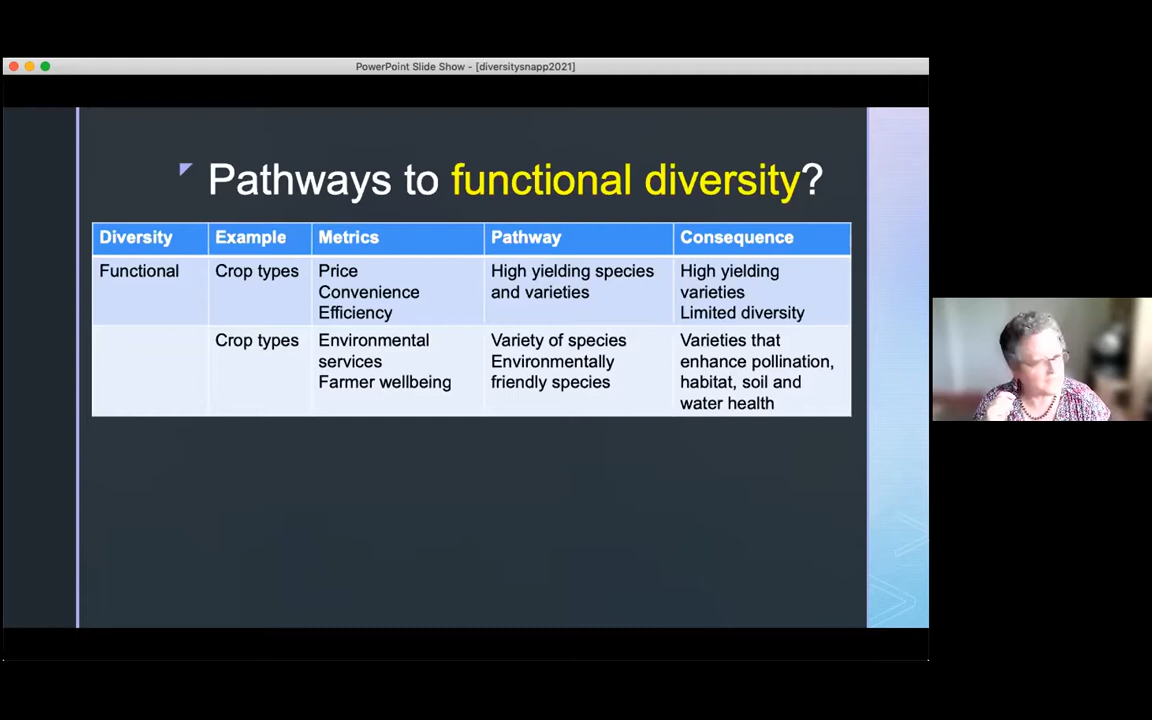 PowerPoint Slide Show - [diversitysnapp2021]
Pathways to functional diversity?
Diversity Example Metrics Pathway Consequence
Functional Crop types Price High yielding species High yielding
Convenience and varieties varieties
Efficiency Limited diversity
Crop types Environmental Variety of species Varieties that
services Environmentally enhance pollination,
Farmer wellbeing friendly species habitat, soil and
water health